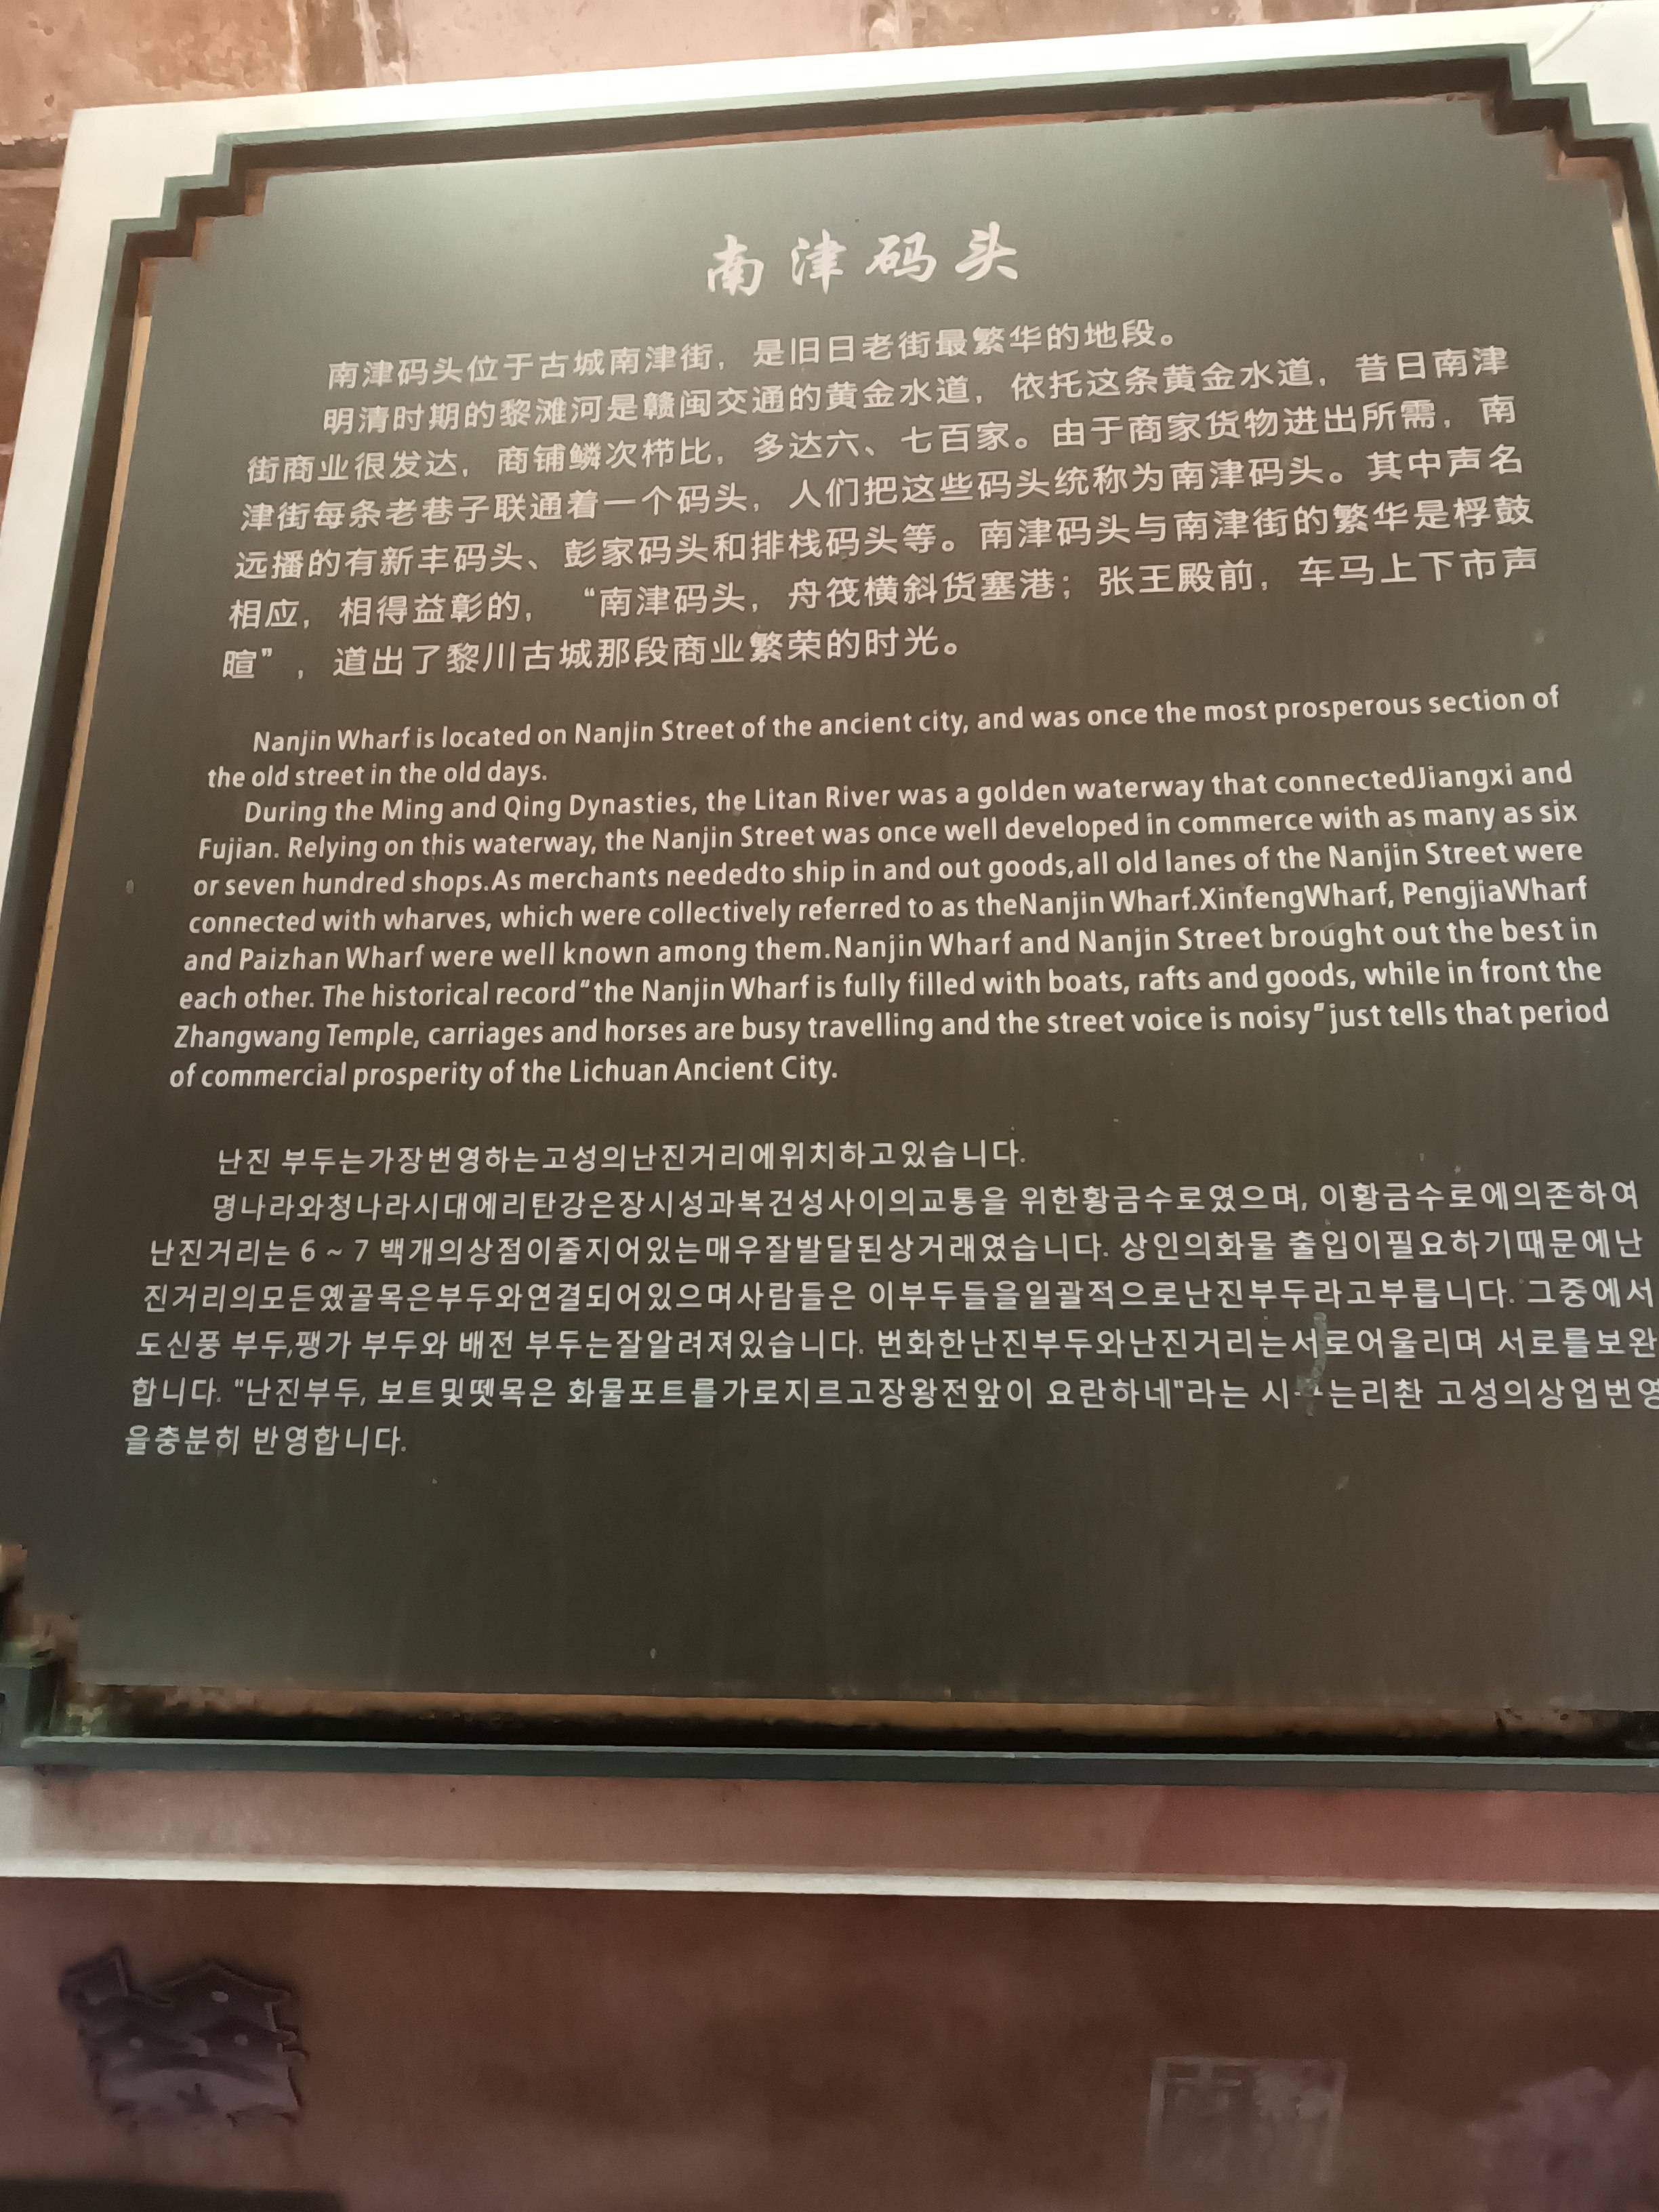 南津码头
南津码头位于古城南津街，是旧日老街最繁华的地段。
明清时期的黎滩河是赣闽交通的黄金水道，依托这条黄金水道，昔日南津
街商业很发达，商铺鳞次栉比，多达六、七百家。由于商家货物进出所需，南
津街每条老巷子联通着一个码头，人们把这些码头统称为南津码头。其中声名
远播的有新丰码头、彭家码头和排栈码头等。南津码头与南津街的繁华是桴鼓
相应，相得益彰的，“南津码头，舟筏横斜货塞港；张王殿前，车马上下市声
暄”，道出了黎川古城那段商业繁荣的时光。
Nanjin Wharf is located on Nanjin Street of the ancient city, and was once the most prosperous section of
the old street in the old days.
During the Ming and Qing Dynasties, the Litan River was a golden waterway that connectedJiangxi and
Fujian. Relying on this waterway, the Nanjin Street was once well developed in commerce with as many as six
or seven hundred shops.As merchants neededto ship in and out goods,all old lanes of the Nanjin Street were
connected with wharves, which were collectively referred to as theNanjin Wharf.XinfengWharf, PengjiaWharf
and Paizhan Wharf were well known among them.Nanjin Wharf and Nanjin Street brought out the best in
each other. The historical record“the Nanjin Wharf is fully filled with boats, rafts and goods, while in front the
Zhangwang Temple, carriages and horses are busy travelling and the street voice is noisy”just tells that period
of commercial prosperity of the Lichuan Ancient City.
난진 부두는가장번영하는고성의난진거리에위치하고있습니다.
명나라와청나라시대에리탄강은장시성과복건성사이의교통을 위한황금수로였으며, 이황금수로에의존하여
난진거리는 6 ~ 7 백개의상점이줄지어있는매우잘발달된상거래였습니다. 상인의화물 출입이필요하기때문에난
진거리의모든옜골목은부두와연결되어있으며사람들은 이부두들을일괄적으로난진부두라고부릅니다. 그중에서
도신풍 부두,팽가 부두와 배전 부두는잘알려져있습니다. 번화한난진부두와난진거리는서로어울리며 서로를보완
합니다. "난진부두, 보트및뗏목은 화물포트를가로지르고장왕전앞이 요란하네"라는 시 는리촨 고성의상업번영
을충분히 반영합니다.